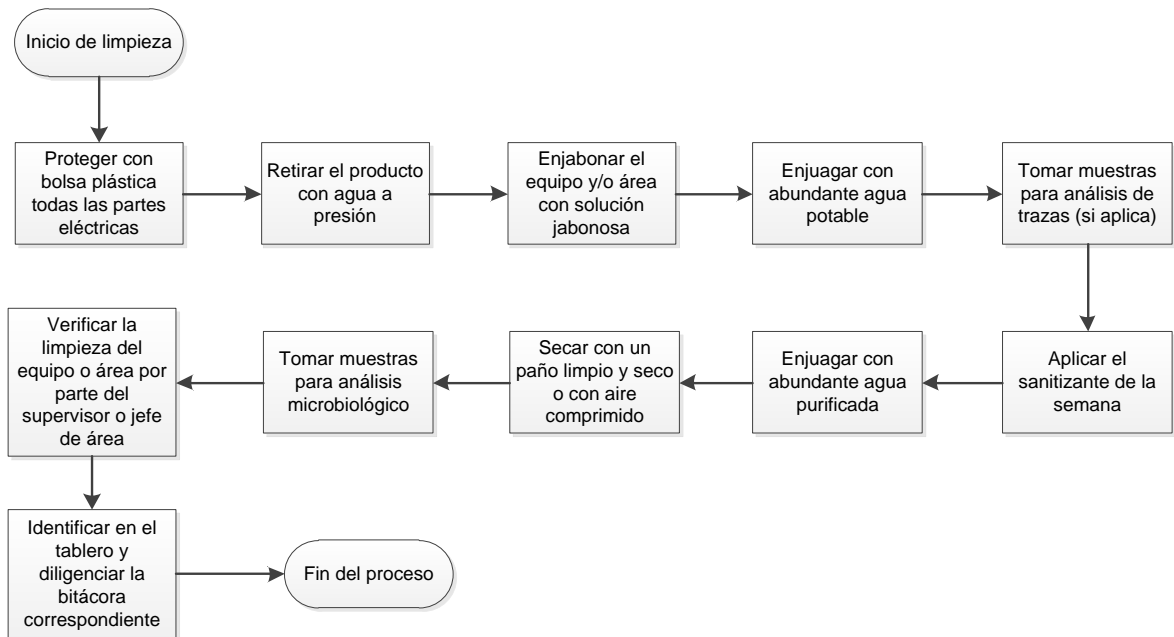 Inicio de limpieza
Proteger con
bolsa plástica
todas las partes
eléctricas
Retirar el producto
con agua a
presión
Enjabonar el
equipo y/o área
con solución
jabonosa
Enjuagar con
abundante agua
potable
Tomar muestras
para análisis de
trazas (si aplica)
Aplicar el
sanitizante de la
semana
Enjuagar con
abundante agua
purificada
Secar con un
paño limpio y seco
o con aire
comprimido
Tomar muestras
para análisis
microbiológico
Verificar la
limpieza del
equipo o área por
parte del
supervisor o jefe
de área
Identificar en el
tablero y
diligenciar la
bitácora
correspondiente
Fin del proceso